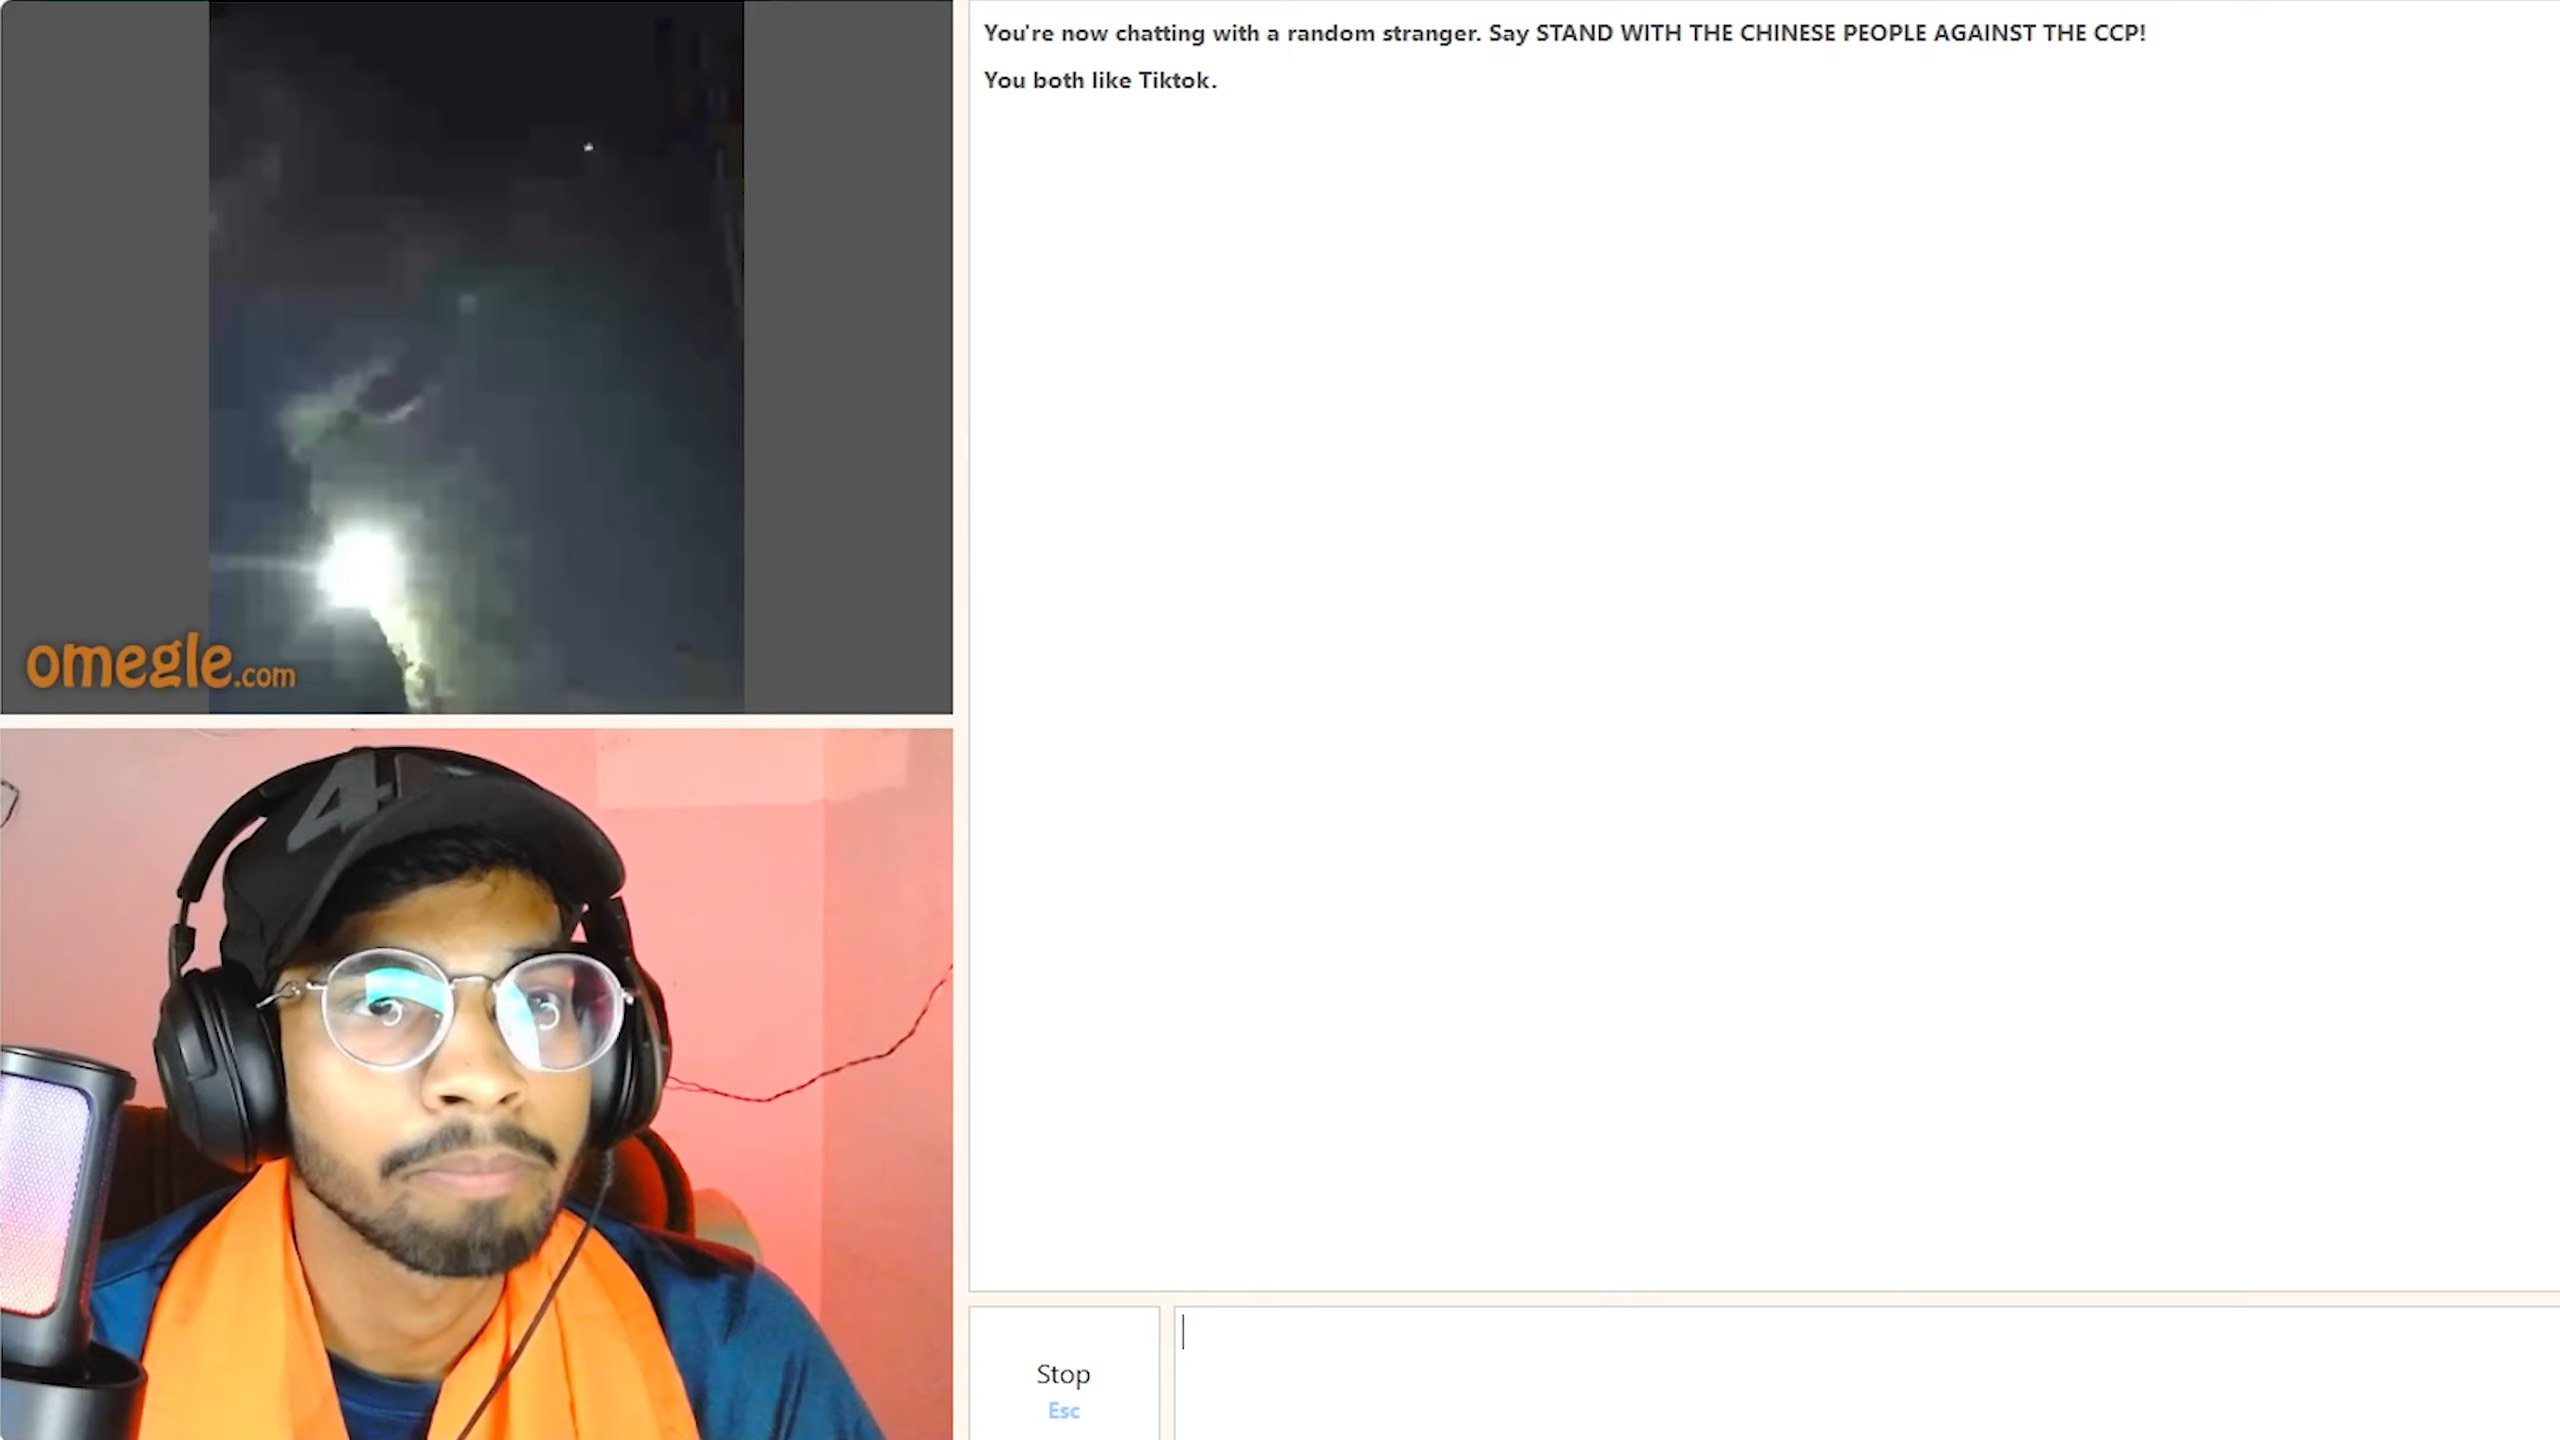 You're now chatting with a random stranger. Say STAND WITH THE CHINESE PEOPLE AGAINST THE CCP!
You both like Tiktok.
omegle.com
4
Stop
Esc